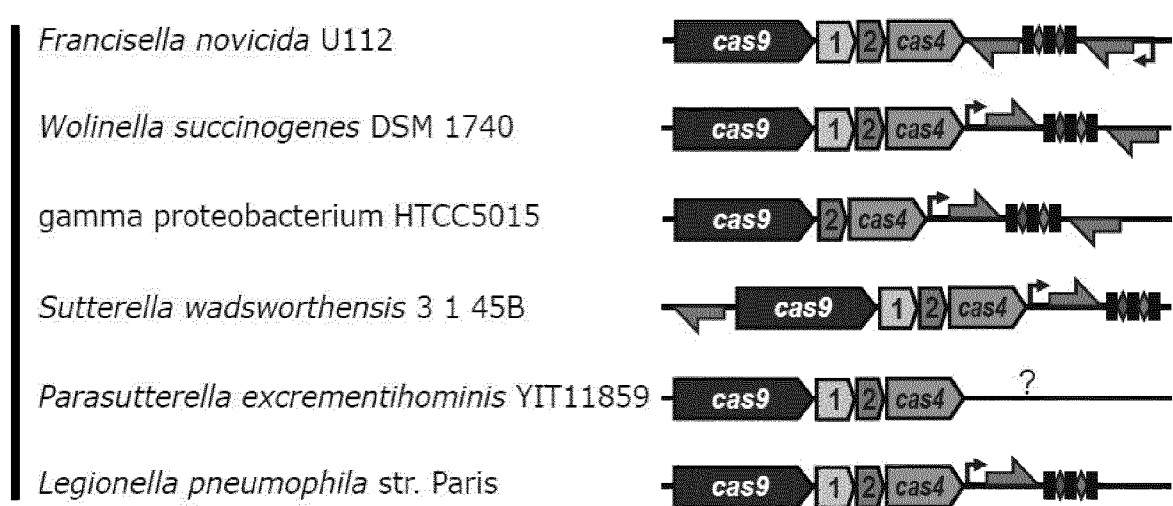 Francisella novicida U112 cas9 1 2 cas4
Wolinella succinogenes DSM 1740 cas9 1 2 cas4
gamma proteobacterium HTCC5015 cas9 2 cas4
Sutterella wadsworthensis 3 1 45B cas9 1 2 cas4
?
Parasutterella excrementihominis YIT11859 cas9 1 2 cas4
Legionella pneumophila str. Paris cas9 1 2 cas4